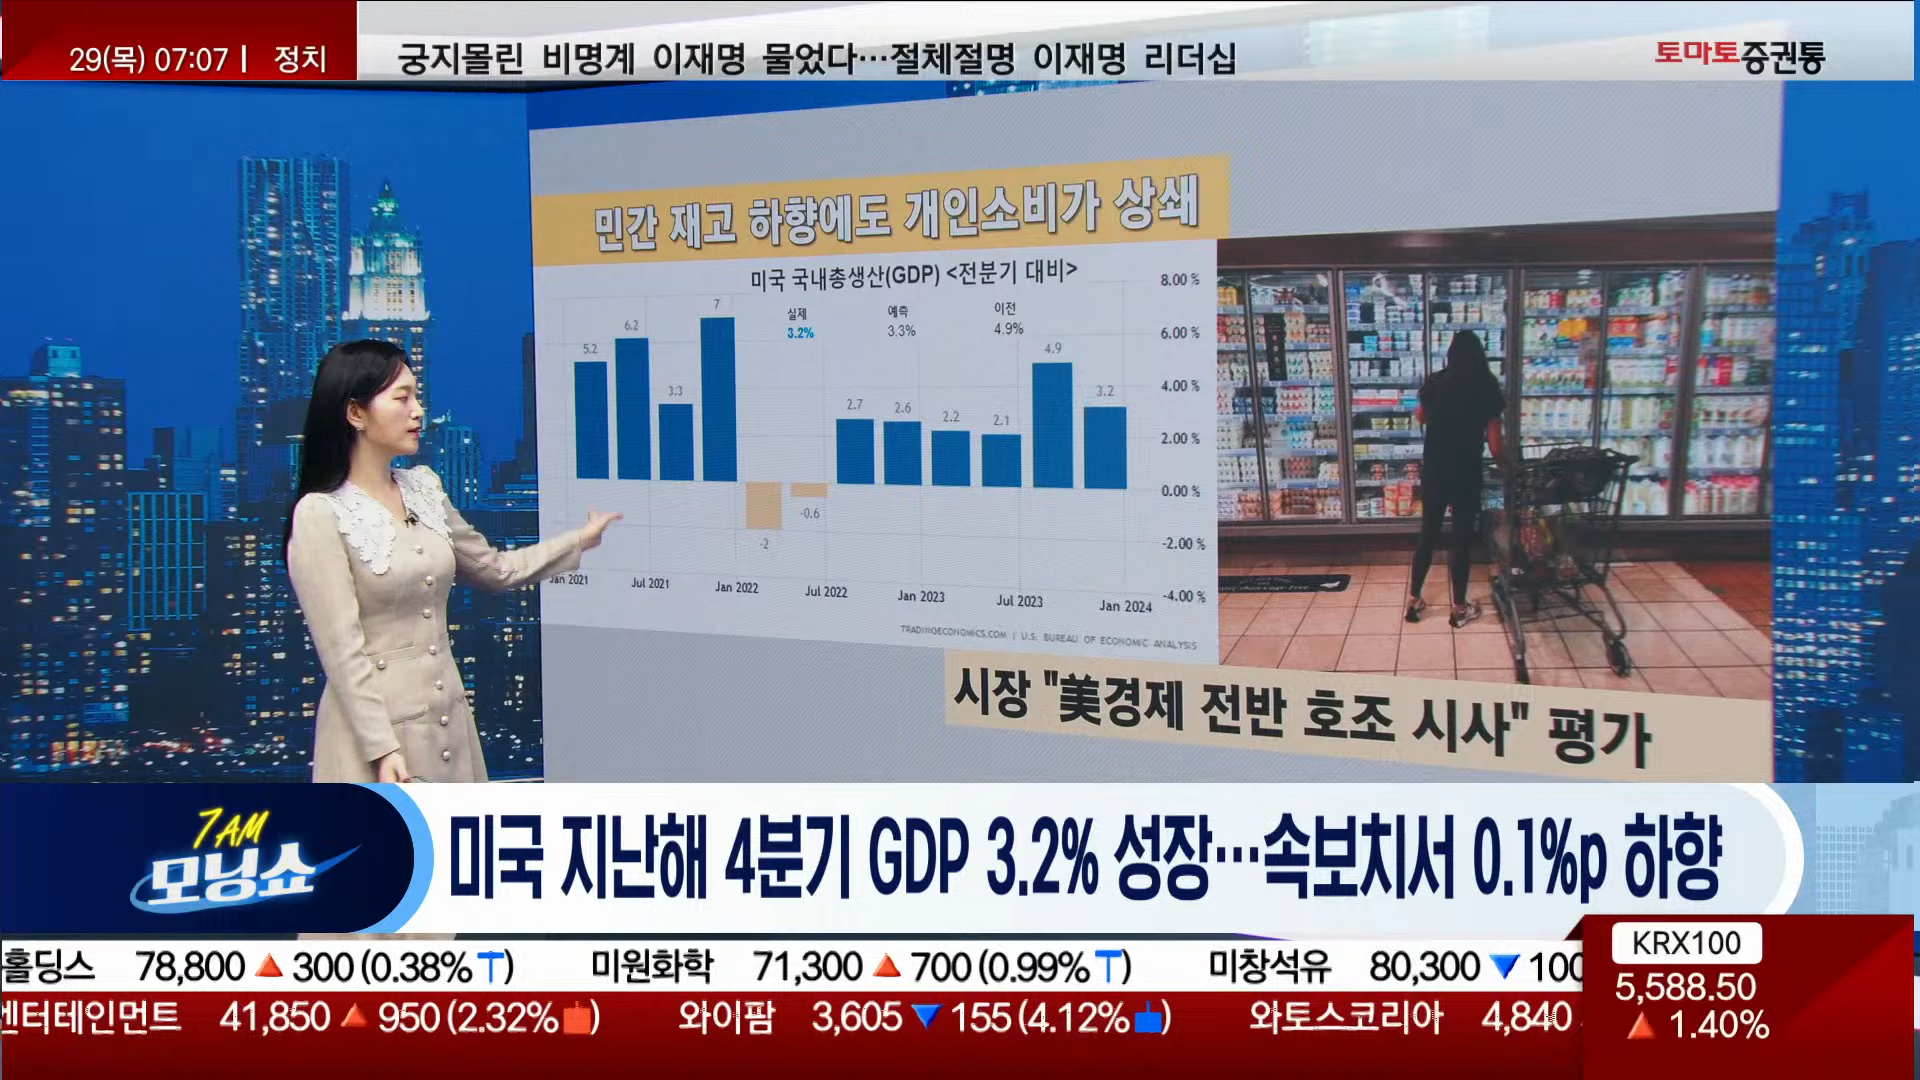 29(목) 07:07 | 정치
궁지몰린 비명계 이재명 물었다…절체절명 이재명 리더십
토마토증권통
민간 재고 하향에도 개인소비가 상쇄
미국 국내총생산(GDP) <전분기 대비>
실제 예측 이전
3.2% 3.3% 4.9%
8.00 %
6.00 %
4.00 %
2.00 %
0.00 %
-2.00 %
-4.00 %
5.2 6.2 3.3 7 -2 -0.6 2.7 2.6 2.2 2.1 4.9 3.2
Jan 2021 Jul 2021 Jan 2022 Jul 2022 Jan 2023 Jul 2023 Jan 2024
TRADINGECONOMICS.COM | U.S. BUREAU OF ECONOMIC ANALYSIS
시장 "美경제 전반 호조 시사" 평가
7AM
모닝쇼
미국 지난해 4분기 GDP 3.2% 성장…속보치서 0.1%p 하향
홀딩스 78,800 ▲ 300 (0.38%) 미원화학 71,300 ▲ 700 (0.99%) 미창석유 80,300 ▼ 100
엔터테인먼트 41,850 ▲ 950 (2.32%) 와이팜 3,605 ▼ 155 (4.12%) 와토스코리아 4,840
KRX100
5,588.50
▲ 1.40%